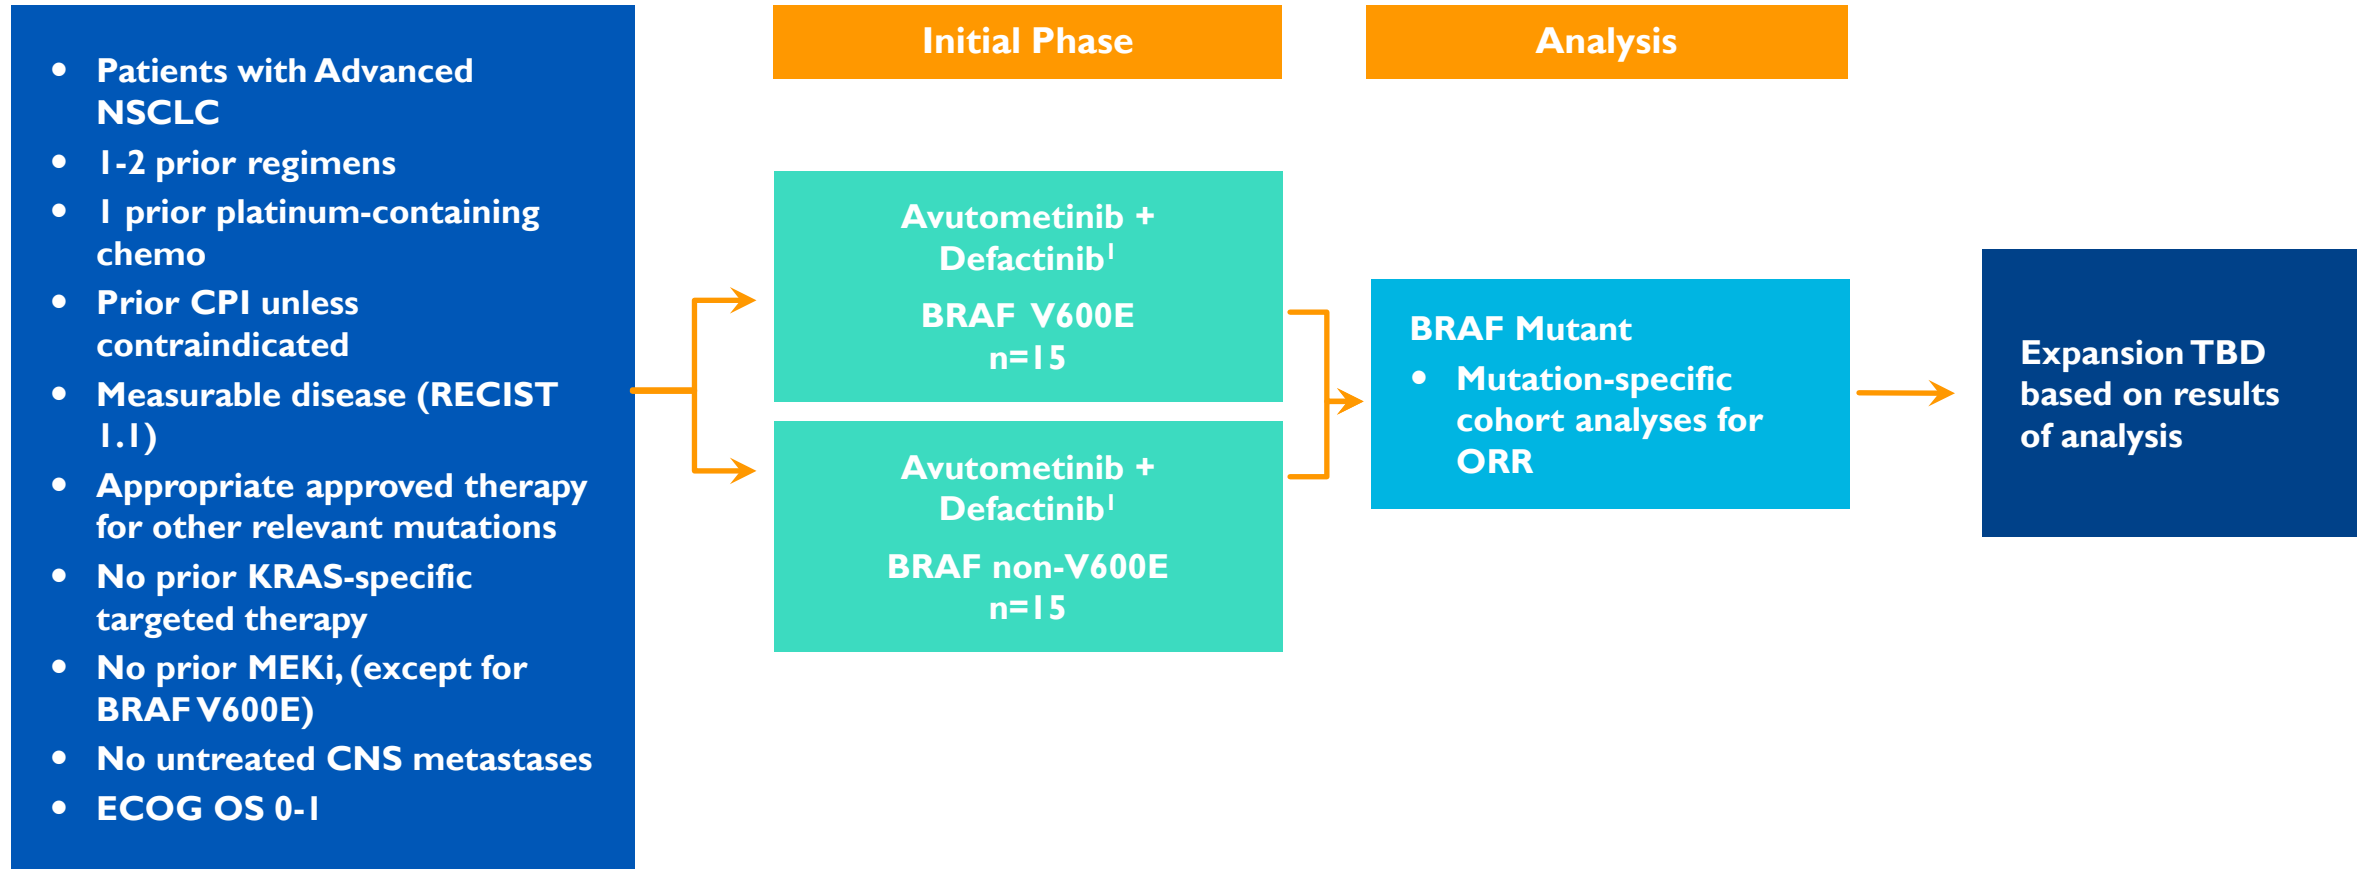 • Patients with Advanced
NSCLC
• 1-2 prior regimens
• 1 prior platinum-containing
chemo
• Prior CPI unless
contraindicated
• Measurable disease (RECIST
1.1)
• Appropriate approved therapy
for other relevant mutations
• No prior KRAS-specific
targeted therapy
• No prior MEKi, (except for
BRAF V600E)
• No untreated CNS metastases
• ECOG OS 0-1
Initial Phase
Avutometinib +
Defactinib¹
BRAF V600E
n=15
Avutometinib +
Defactinib¹
BRAF non-V600E
n=15
Analysis
BRAF Mutant
• Mutation-specific
cohort analyses for
ORR
Expansion TBD
based on results
of analysis